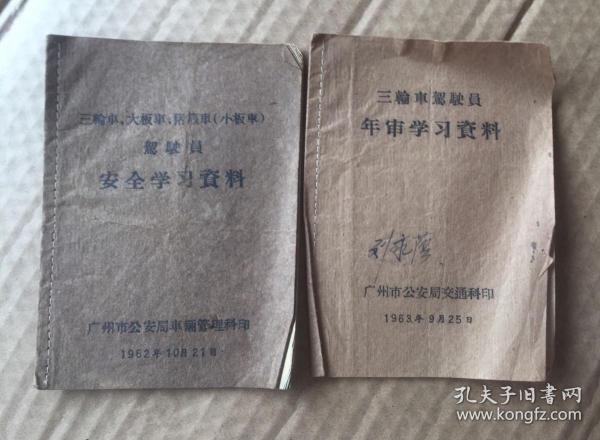 三輪車、大板車、活塔車(小板車)
駕駛員
安全学习資料
广州市公安局車輛管理科印
1962年10月21日
三輪車駕駛員
年审学习資料
广州市公安局交通科印
1963年9月25日
孔夫子旧书网
www.kongfz.com